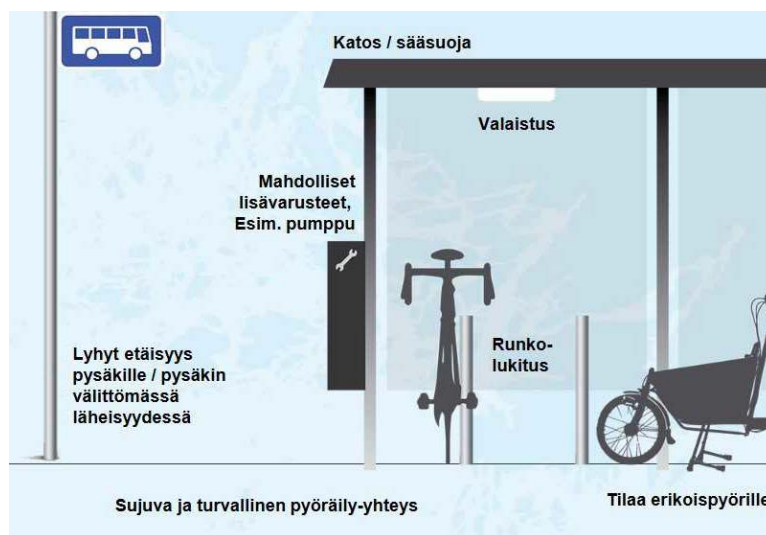 Katos / sääsuoja
Valaistus
Mahdolliset
lisävarusteet,
Esim. pumppu
Runko-
lukitus
Lyhyt etäisyys
pysäkille / pysäkin
välittömässä
läheisyydessä
Sujuva ja turvallinen pyöräily-yhteys
Tilaa erikoispyörille